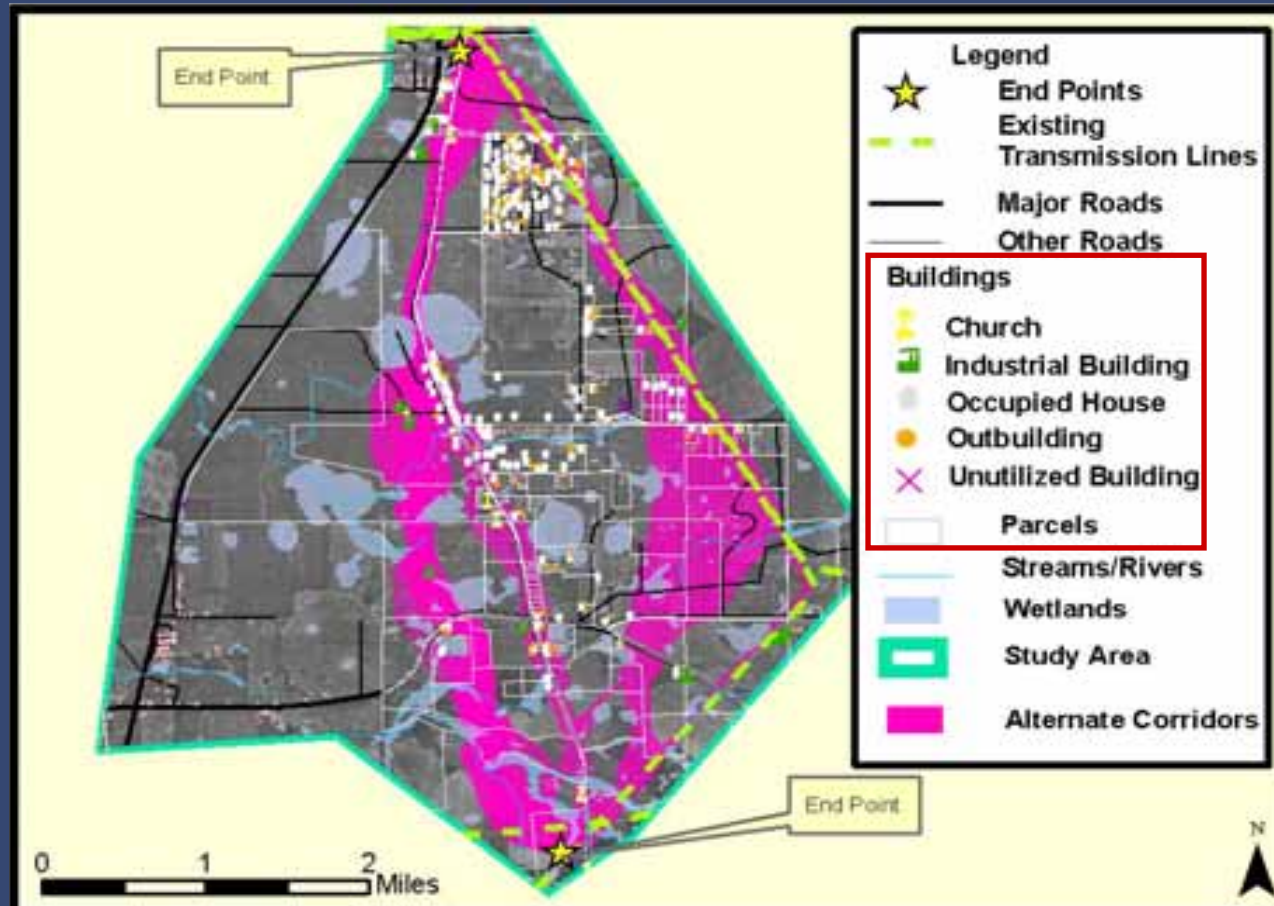 End Point
Legend
End Points
Existing
Transmission Lines
Major Roads
Other Roads
Buildings
Church
Industrial Building
Occupied House
Outbuilding
Unutilized Building
Parcels
Streams/Rivers
Wetlands
Study Area
Alternate Corridors
End Point
0 1 2
Miles
N